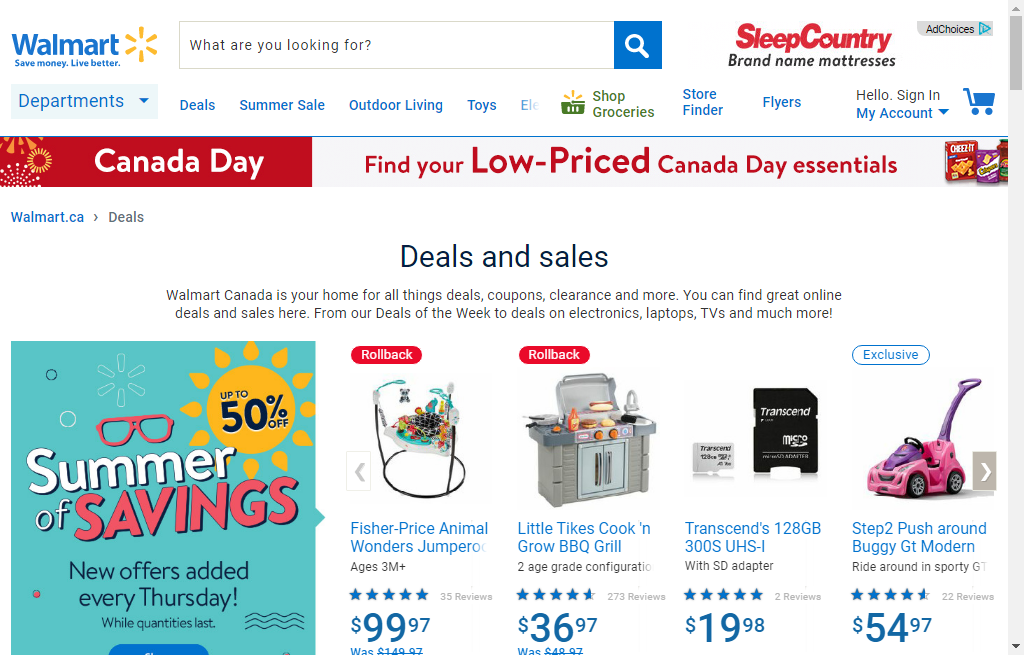 Walmart
Save money. Live better.
What are you looking for?
SleepCountry
Brand name mattresses
AdChoices
Departments
Deals
Summer Sale
Outdoor Living
Toys
Ele
Shop
Groceries
Store
Finder
Flyers
Hello. Sign In
My Account
Canada Day
Find your Low-Priced Canada Day essentials
CHEEZ-IT
Walmart.ca › Deals
Deals and sales
Walmart Canada is your home for all things deals, coupons, clearance and more. You can find great online
deals and sales here. From our Deals of the Week to deals on electronics, laptops, TVs and much more!
UP TO
50% OFF
Summer
of SAVINGS
New offers added
every Thursday!
While quantities last.
Rollback
Fisher-Price Animal
Wonders Jumperoo
Ages 3M+
35 Reviews
$99 97
Was $149.97
Rollback
Little Tikes Cook 'n
Grow BBQ Grill
2 age grade configuratio
273 Reviews
$36 97
Was $48.97
Transcend
micro
microSD ADAPTER
Transcend
128GB
Transcend's 128GB
300S UHS-I
With SD adapter
2 Reviews
$19 98
Exclusive
Step2 Push around
Buggy Gt Modern
Ride around in sporty GT
22 Reviews
$54 97